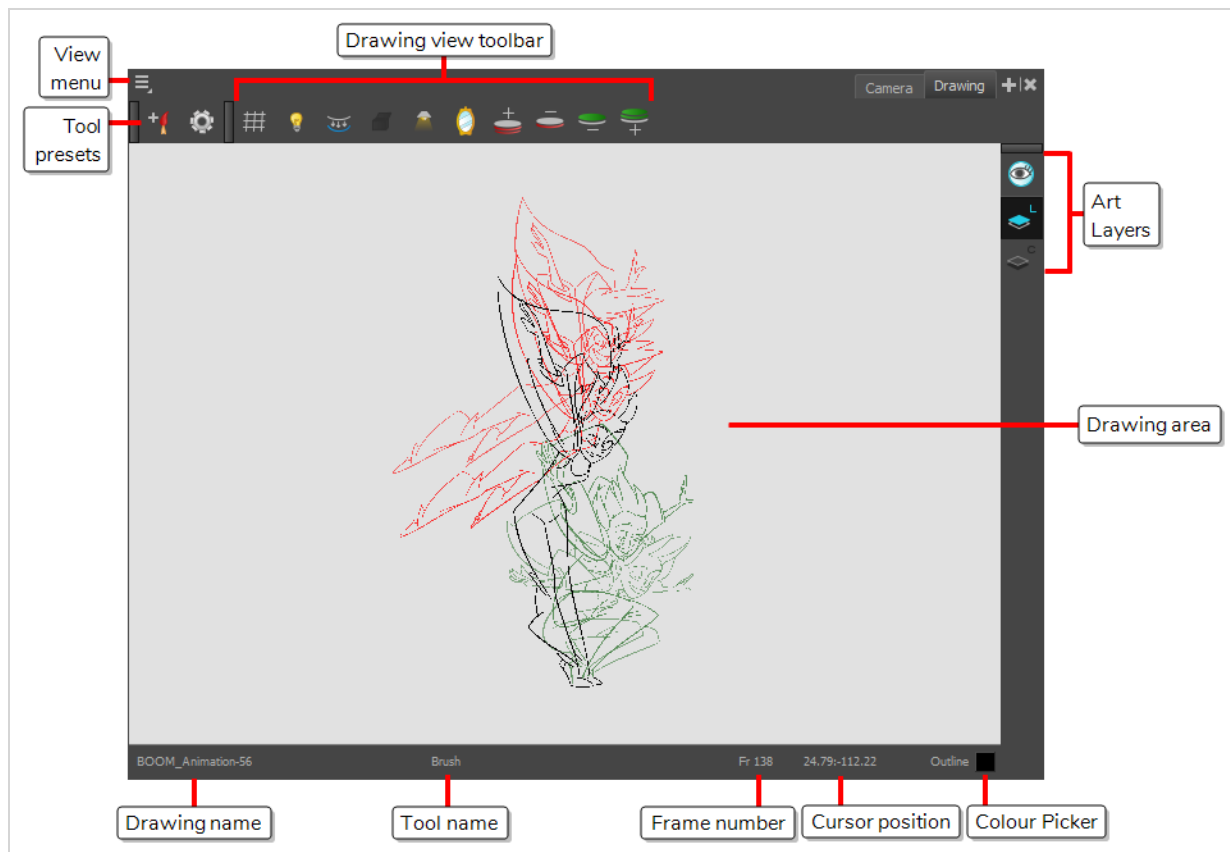 Drawing view toolbar
View
menu
Camera
Drawing
Tool
presets
L
C
Art
Layers
Drawing area
BOOM_Animation-56
Brush
Fr 138
24.79:-112.22
Outline
Drawing name
Tool name
Frame number
Cursor position
Colour Picker